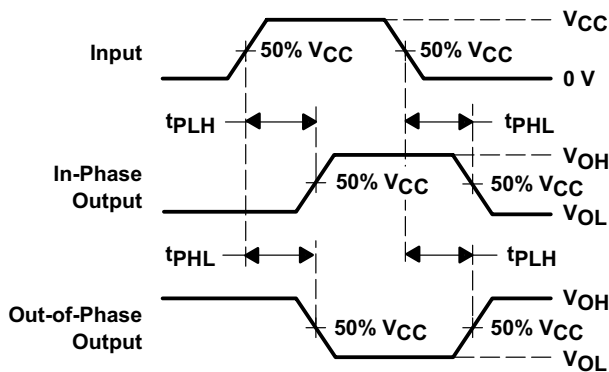 VCC
Input
50% VCC
50% VCC
0 V
tPLH
tPHL
VOH
In-Phase
Output
50% VCC
50% VCC
VOL
tPHL
tPLH
VOH
Out-of-Phase
Output
50% VCC
50% VCC
VOL